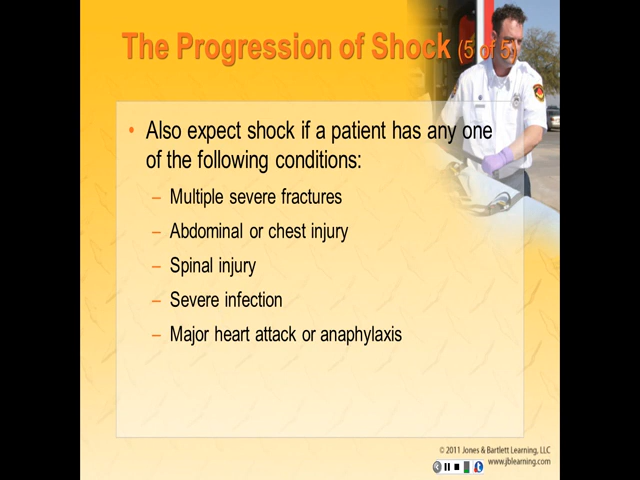 The Progression of Shock (5 of 5)
• Also expect shock if a patient has any one
of the following conditions:
– Multiple severe fractures
– Abdominal or chest injury
– Spinal injury
– Severe infection
– Major heart attack or anaphylaxis
© 2011 Jones & Bartlett Learning, LLC
www.jblearning.com